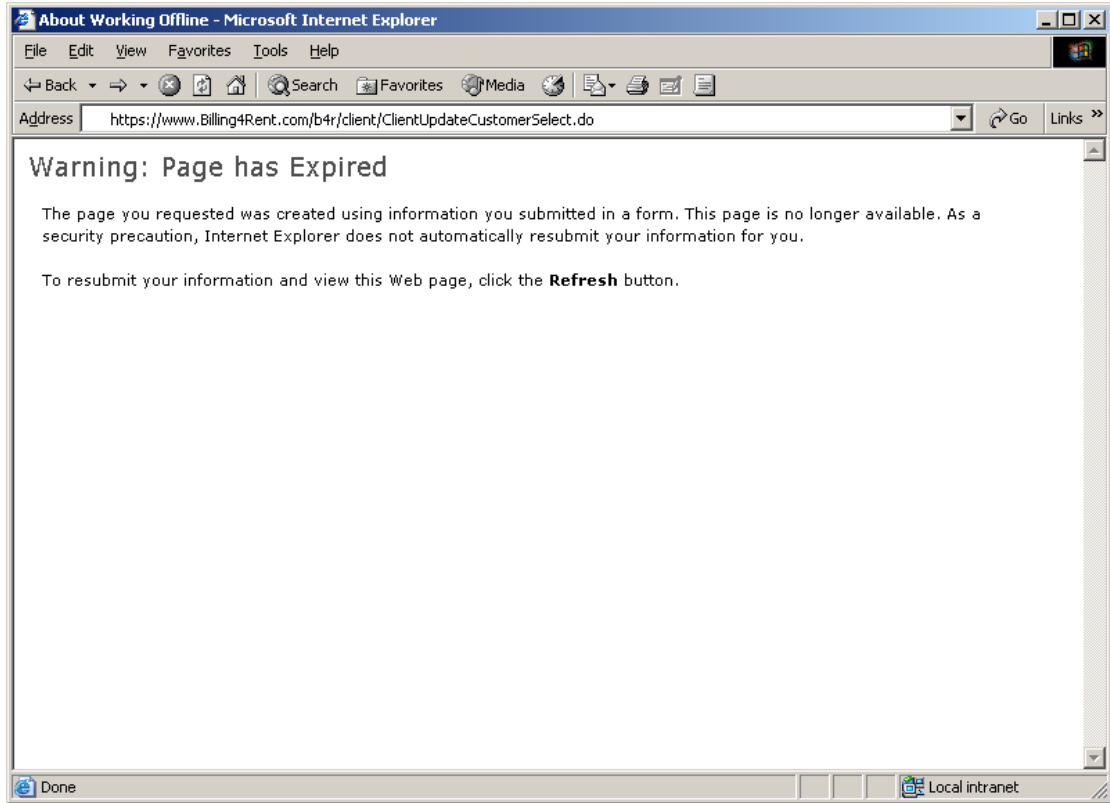 About Working Offline - Microsoft Internet Explorer
File Edit View Favorites Tools Help
Back Search Favorites Media
Address https://www.Billing4Rent.com/b4r/client/ClientUpdateCustomerSelect.do Go Links »
Warning: Page has Expired
The page you requested was created using information you submitted in a form. This page is no longer available. As a
security precaution, Internet Explorer does not automatically resubmit your information for you.
To resubmit your information and view this Web page, click the Refresh button.
Done Local intranet